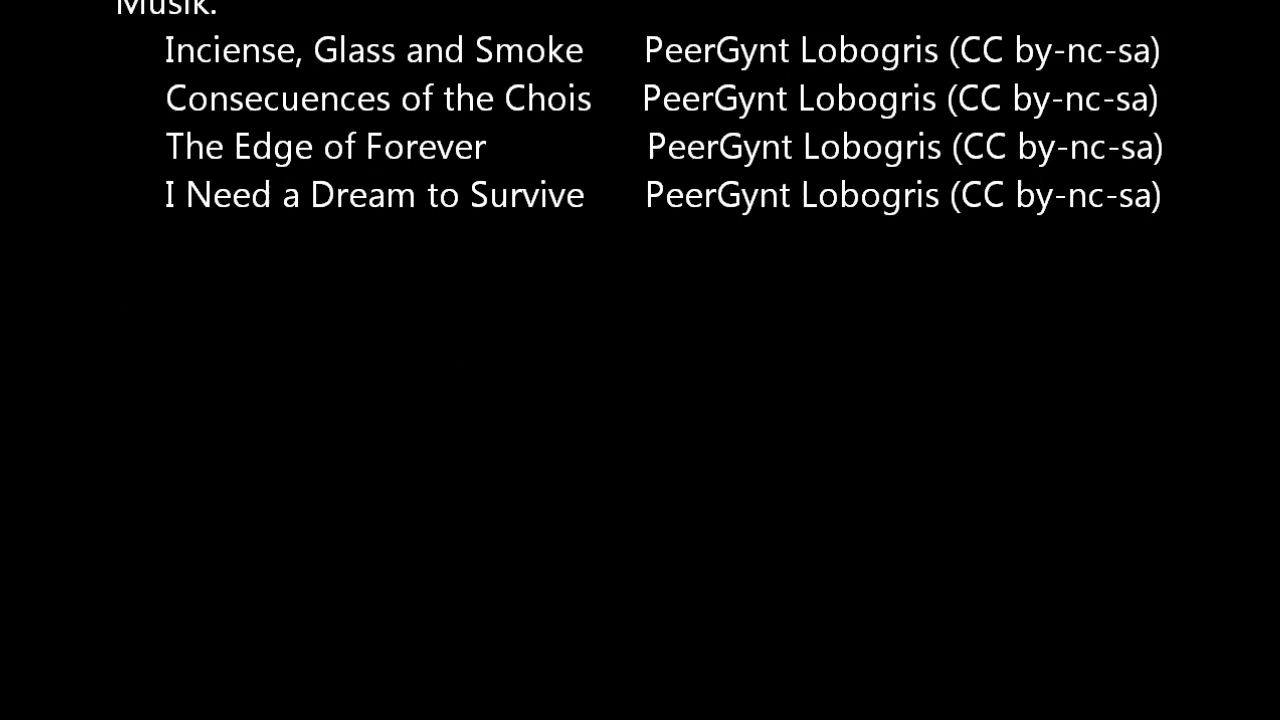 Musik:
Inciense, Glass and Smoke PeerGynt Lobogris (CC by-nc-sa)
Consecuences of the Chois PeerGynt Lobogris (CC by-nc-sa)
The Edge of Forever PeerGynt Lobogris (CC by-nc-sa)
I Need a Dream to Survive PeerGynt Lobogris (CC by-nc-sa)